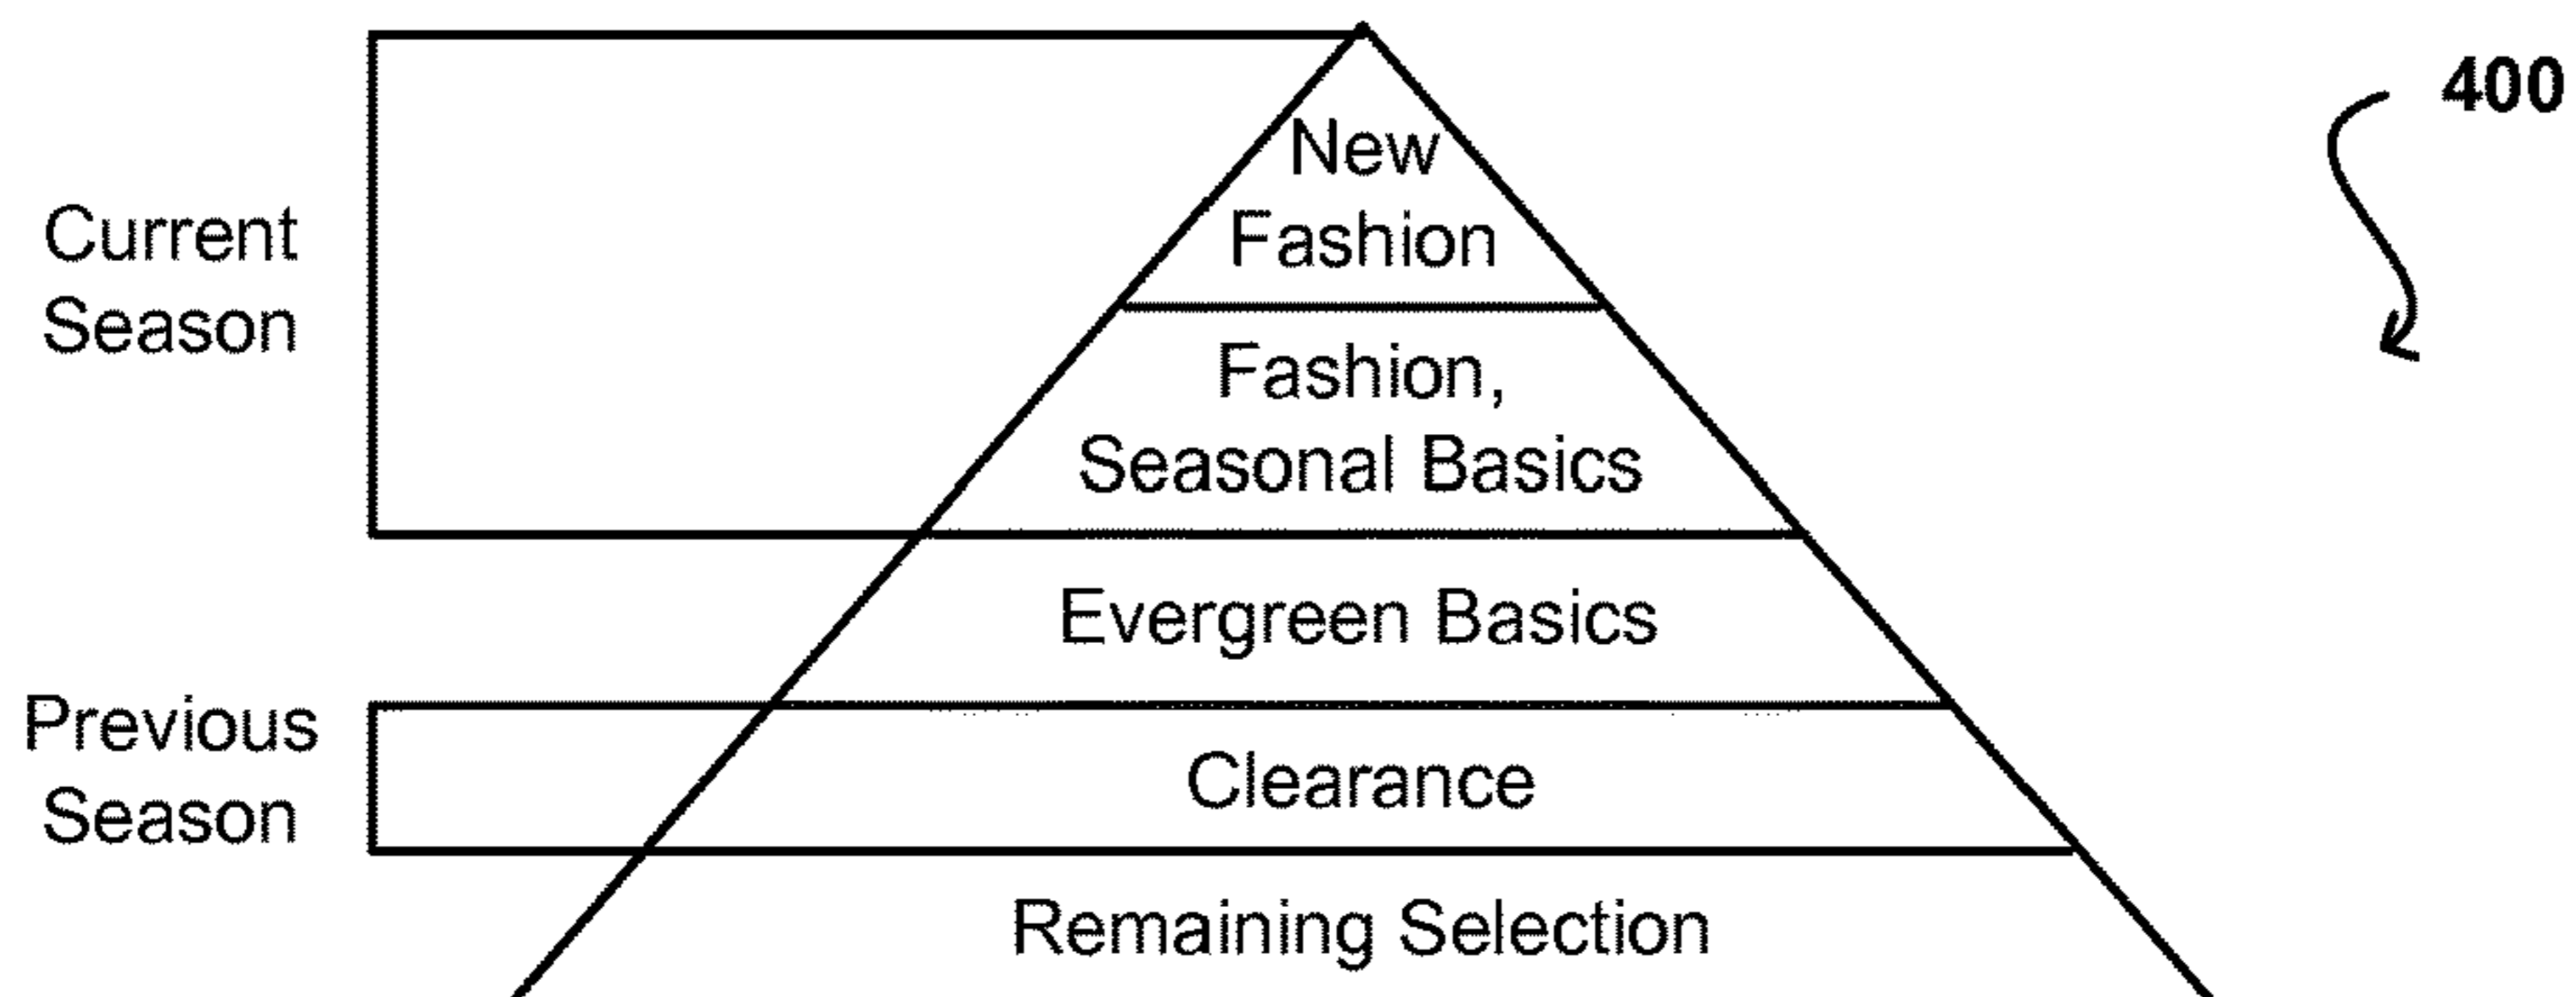 400
New
Fashion
Current
Season
Fashion,
Seasonal Basics
Evergreen Basics
Previous
Season
Clearance
Remaining Selection